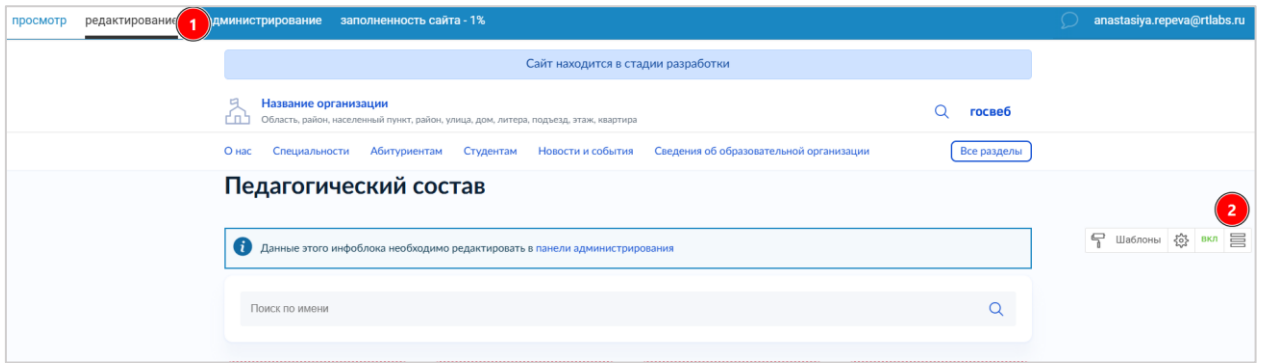 просмотр редактирование 1 дминистрирование заполненность сайта - 1% anastasiya.repeva@rtlabs.ru
Сайт находится в стадии разработки
Название организации
Область, район, населенный пункт, район, улица, дом, литера, подъезд, этаж, квартира
госвеб
О нас Специальности Абитуриентам Студентам Новости и события Сведения об образовательной организации Все разделы
Педагогический состав
2
Данные этого инфоблока необходимо редактировать в панели администрирования
Шаблоны вкл
Поиск по имени